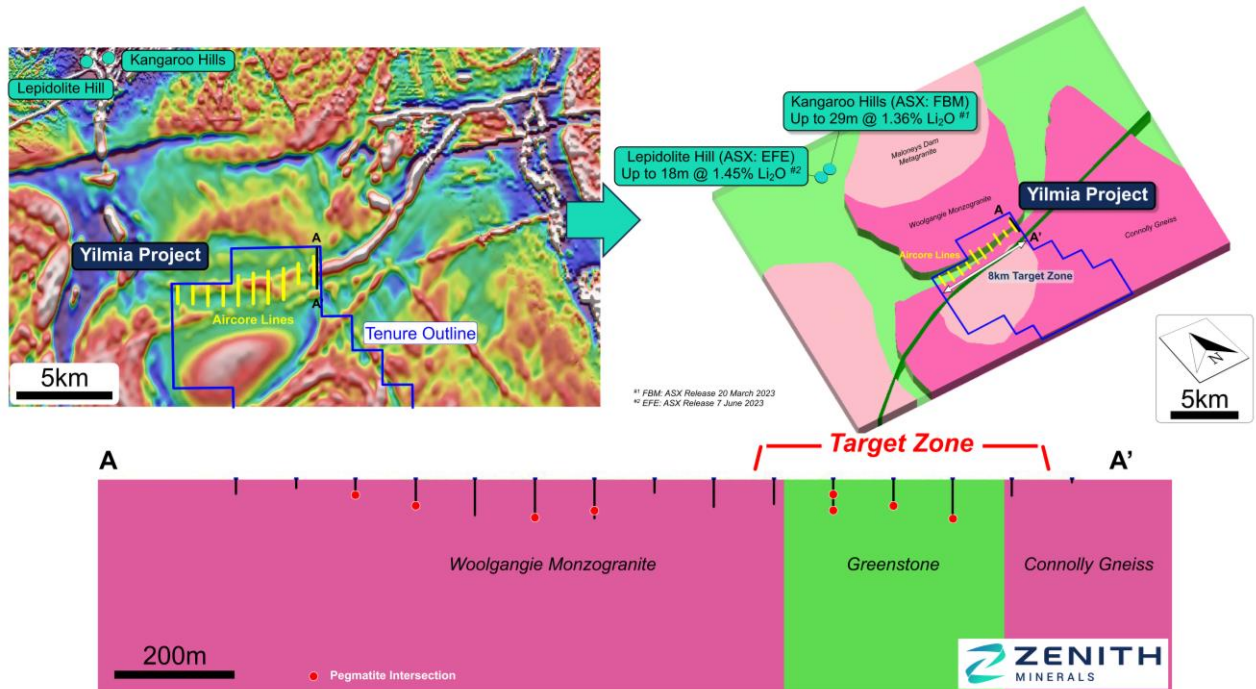 Kangaroo Hills
Lepidolite Hill
Yilmia Project
A
A'
Aircore Lines
Tenure Outline
5km
Kangaroo Hills (ASX: FBM)
Up to 29m @ 1.36% Li₂O #1
Lepidolite Hill (ASX: EFE)
Up to 18m @ 1.45% Li₂O #2
Maloneys Dam
Metagranite
Woolgangie Monzogranite
Yilmia Project
A
A'
Connolly Gneiss
Aircore Lines
8km Target Zone
#1 FBM: ASX Release 20 March 2023
#2 EFE: ASX Release 7 June 2023
N
5km
Target Zone
A
A'
Woolgangie Monzogranite
Greenstone
Connolly Gneiss
200m
Pegmatite Intersection
ZENITH
MINERALS